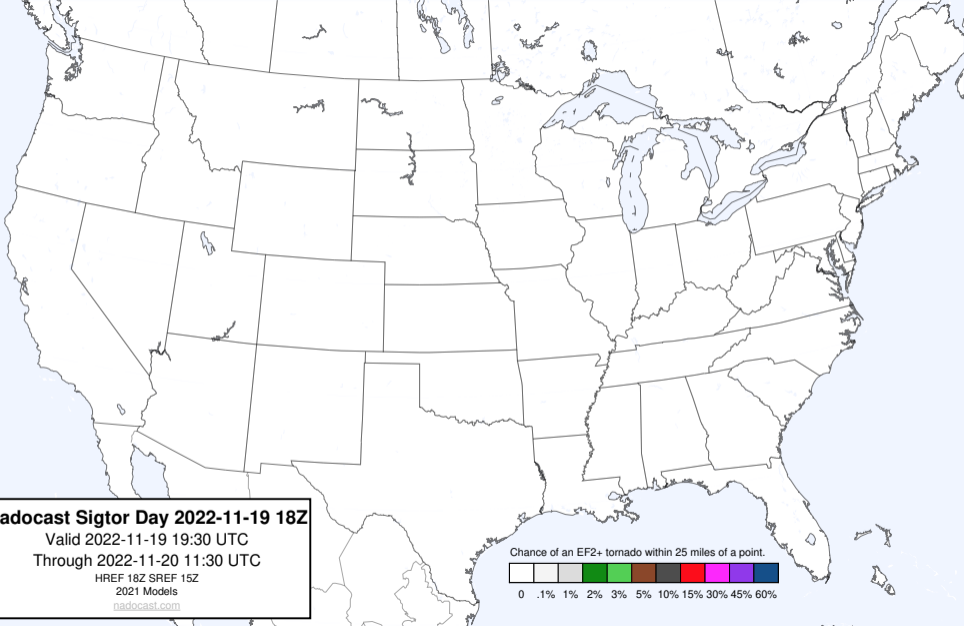 adocast Sigtor Day 2022-11-19 18Z
Valid 2022-11-19 19:30 UTC
Through 2022-11-20 11:30 UTC
HREF 18Z SREF 15Z
2021 Models
nadocast.com
Chance of an EF2+ tornado within 25 miles of a point.
0 .1% 1% 2% 3% 5% 10% 15% 30% 45% 60%